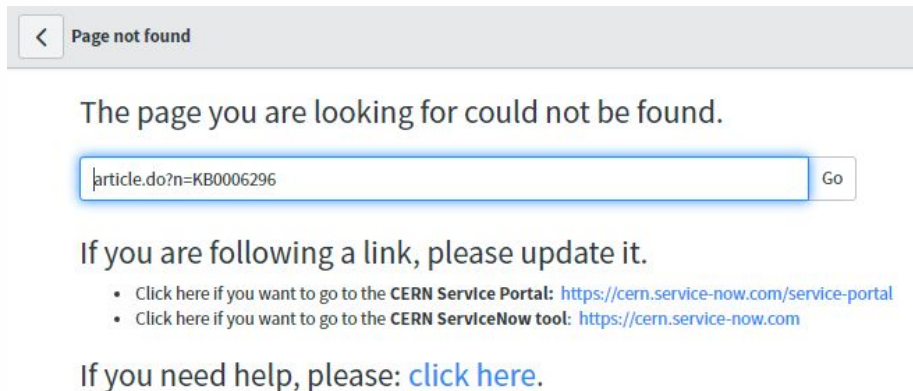 Page not found
The page you are looking for could not be found.
article.do?n=KB0006296
Go
If you are following a link, please update it.
• Click here if you want to go to the CERN Service Portal: https://cern.service-now.com/service-portal
• Click here if you want to go to the CERN ServiceNow tool: https://cern.service-now.com
If you need help, please: click here.